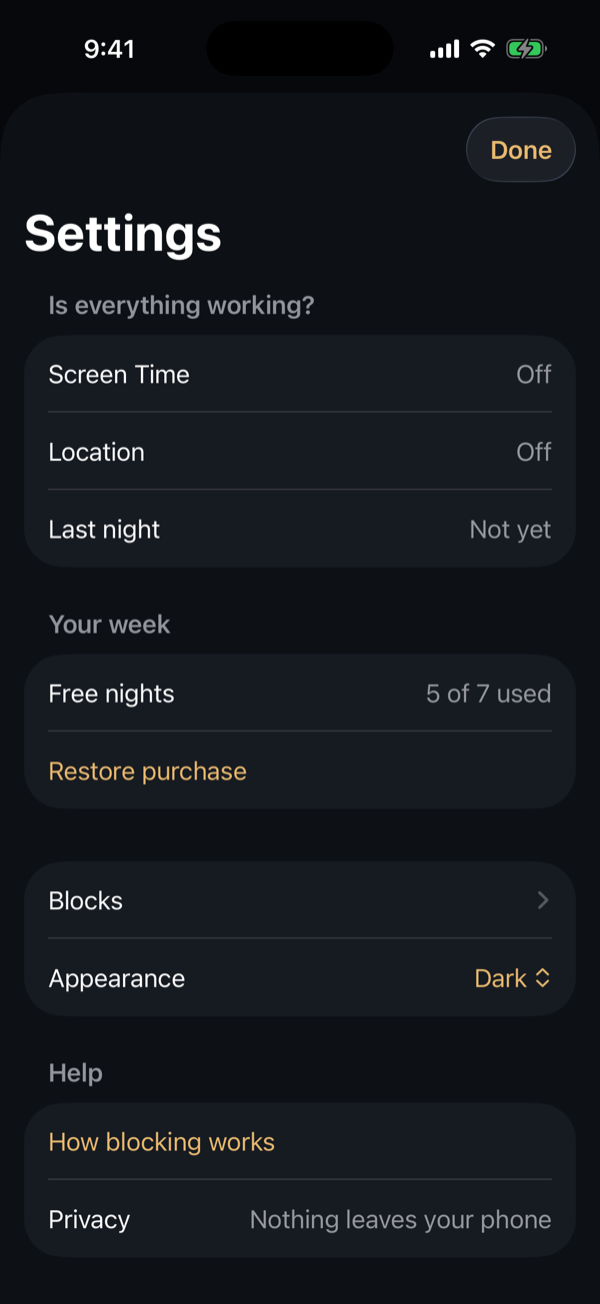 9:41
Done
Settings
Is everything working?
Screen Time Off
Location Off
Last night Not yet
Your week
Free nights 5 of 7 used
Restore purchase
Blocks
Appearance Dark
Help
How blocking works
Privacy Nothing leaves your phone